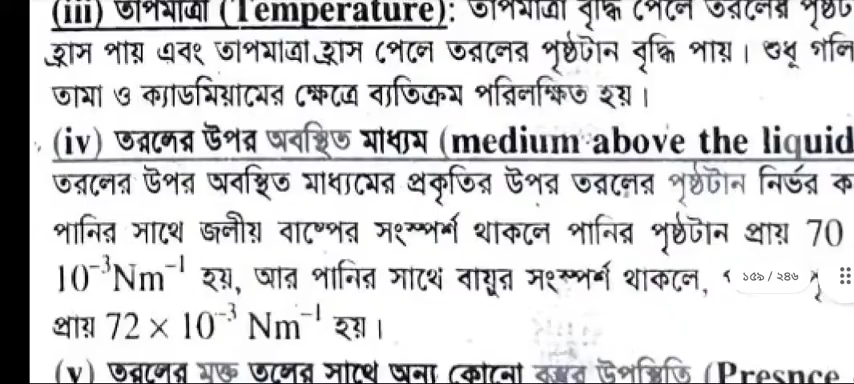 (iii) তাপমাত্রা (Temperature): তাপমাত্রা বৃদ্ধি পেলে তরলের
হ্রাস পায় এবং তাপমাত্রা হ্রাস পেলে তরলের পৃষ্ঠটান বৃদ্ধি পায়। শুধু গলি
তামা ও ক্যাডমিয়ামের ক্ষেত্রে ব্যতিক্রম পরিলক্ষিত হয়।
(iv) তরলের উপর অবস্থিত মাধ্যম (medium above the liquid
তরলের উপর অবস্থিত মাধ্যমের প্রকৃতির উপর তরলের পৃষ্ঠটান নির্ভর ক
পানির সাথে জলীয় বাষ্পের সংস্পর্শ থাকলে পানির পৃষ্ঠটান প্রায় 70
10⁻³Nm⁻¹ হয়, আর পানির সাথে বায়ুর সংস্পর্শ থাকলে, ১৫৯ / ২৪৬
প্রায় 72 × 10⁻³ Nm⁻¹ হয়।
(v) তরলের মুক্ত তলের সাথে অন্য কোনো বস্তুর উপস্থিতি (Presnce